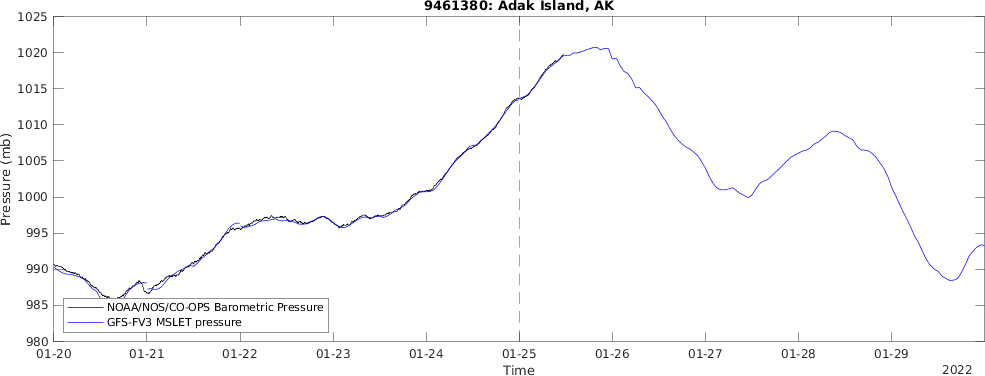 9461380: Adak Island, AK
1025
1020
1015
1010
1005
1000
995
990
985
980
Pressure (mb)
NOAA/NOS/CO-OPS Barometric Pressure
GFS-FV3 MSLET pressure
01-20 01-21 01-22 01-23 01-24 01-25 01-26 01-27 01-28 01-29
Time
2022